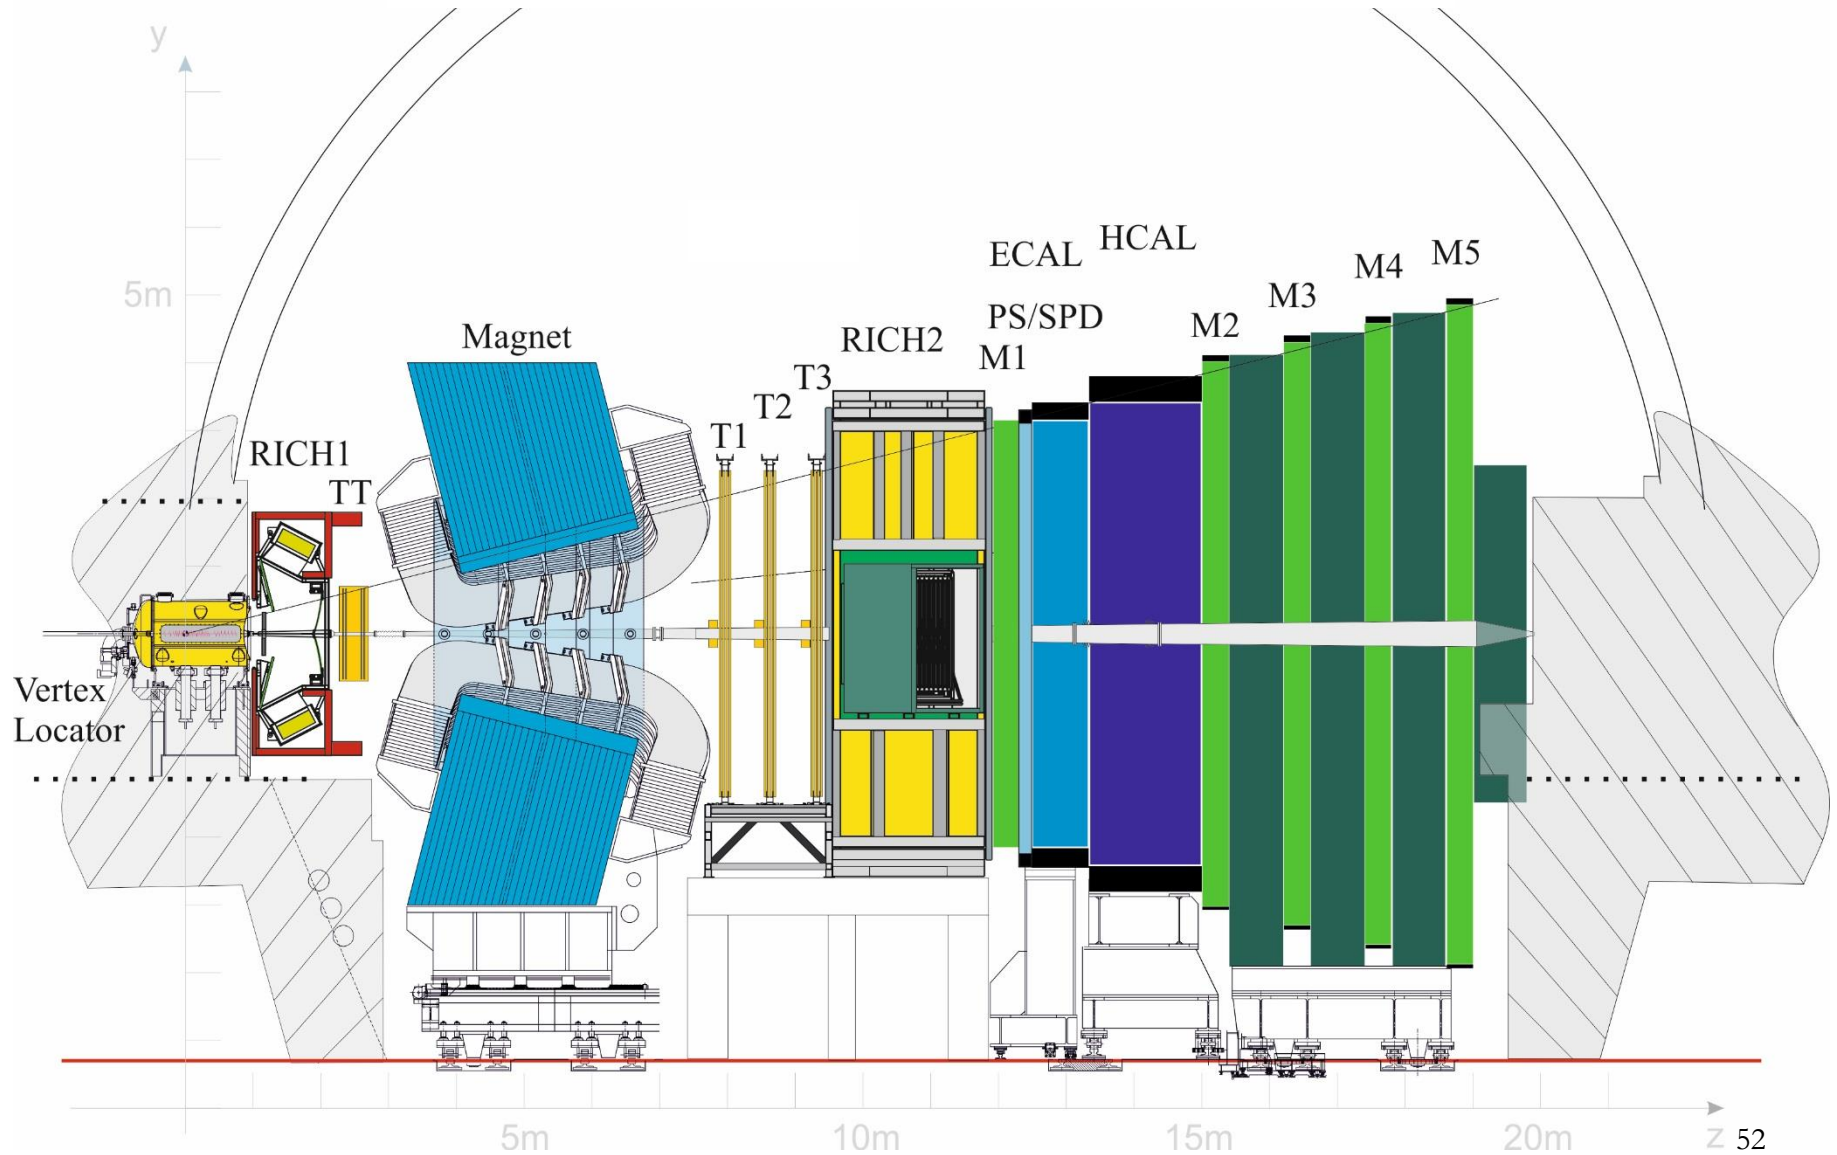 y
5m
ECAL
HCAL
M5
M4
M3
PS/SPD
M2
Magnet
RICH2
M1
T3
T2
T1
RICH1
TT
Vertex
Locator
5m
10m
15m
20m
z
52